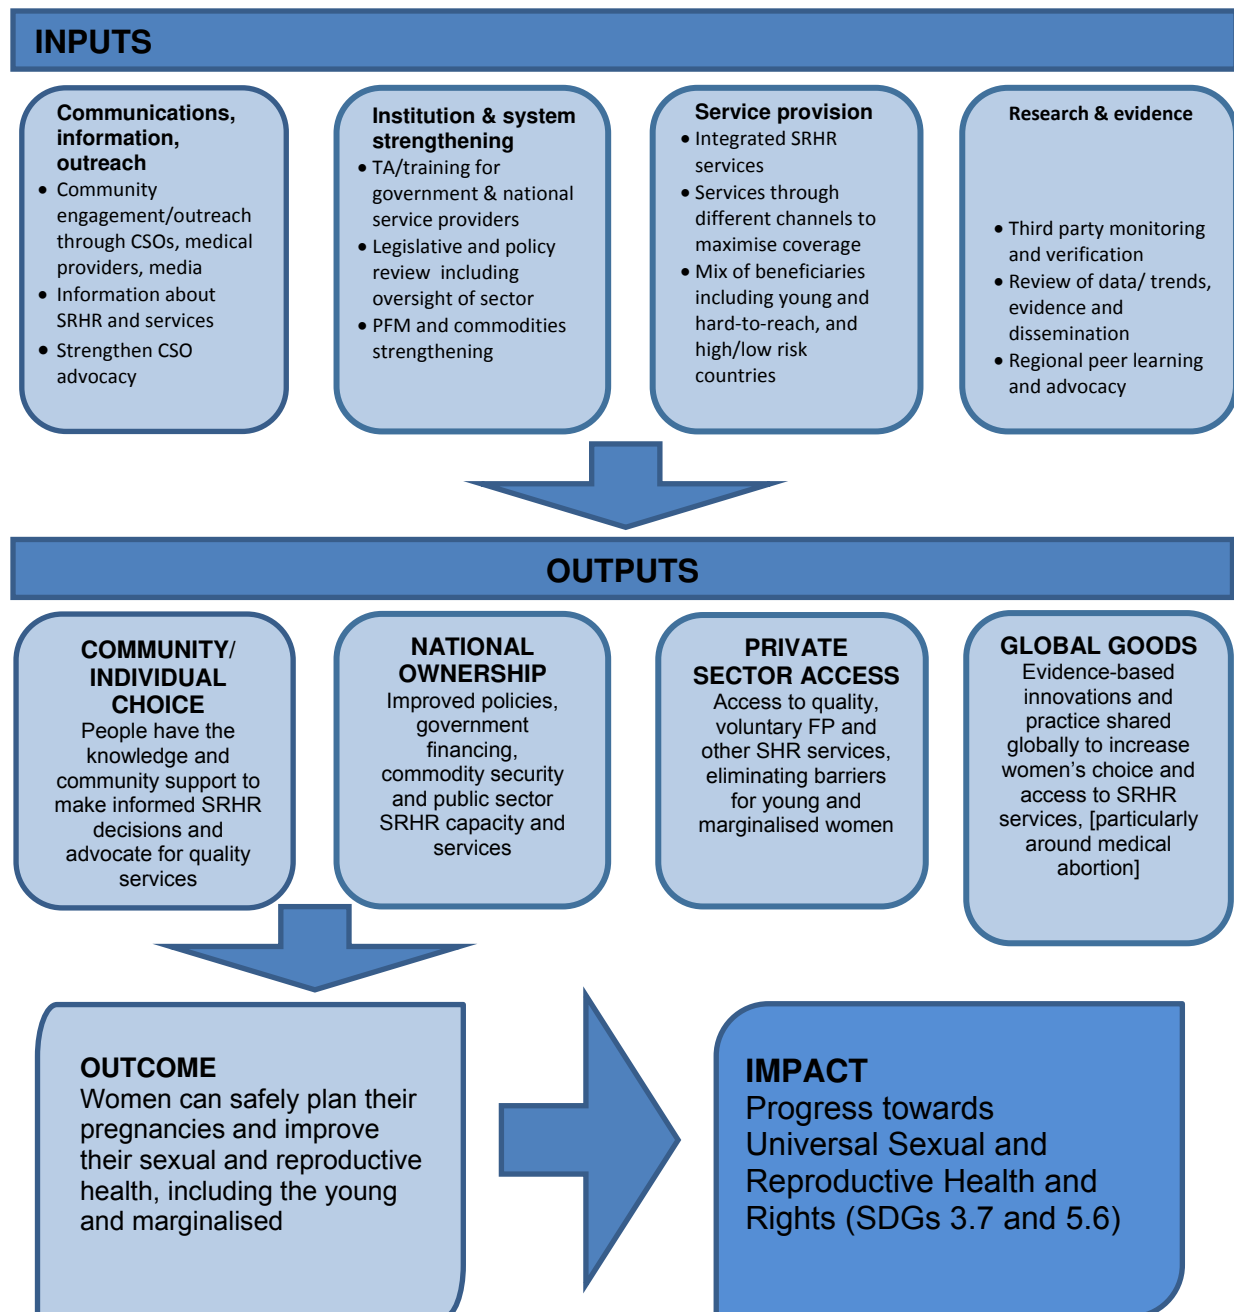 INPUTS
Communications,
information,
outreach
• Community
engagement/outreach
through CSOs, medical
providers, media
• Information about
SRHR and services
• Strengthen CSO
advocacy
Institution & system
strengthening
• TA/training for
government & national
service providers
• Legislative and policy
review including
oversight of sector
• PFM and commodities
strengthening
Service provision
• Integrated SRHR
services
• Services through
different channels to
maximise coverage
• Mix of beneficiaries
including young and
hard-to-reach, and
high/low risk
countries
Research & evidence
• Third party monitoring
and verification
• Review of data/ trends,
evidence and
dissemination
• Regional peer learning
and advocacy
OUTPUTS
COMMUNITY/
INDIVIDUAL
CHOICE
People have the
knowledge and
community support to
make informed SRHR
decisions and
advocate for quality
services
NATIONAL
OWNERSHIP
Improved policies,
government
financing,
commodity security
and public sector
SRHR capacity and
services
PRIVATE
SECTOR ACCESS
Access to quality,
voluntary FP and
other SHR services,
eliminating barriers
for young and
marginalised women
GLOBAL GOODS
Evidence-based
innovations and
practice shared
globally to increase
women’s choice and
access to SRHR
services, [particularly
around medical
abortion]
OUTCOME
Women can safely plan their
pregnancies and improve
their sexual and reproductive
health, including the young
and marginalised
IMPACT
Progress towards
Universal Sexual and
Reproductive Health and
Rights (SDGs 3.7 and 5.6)